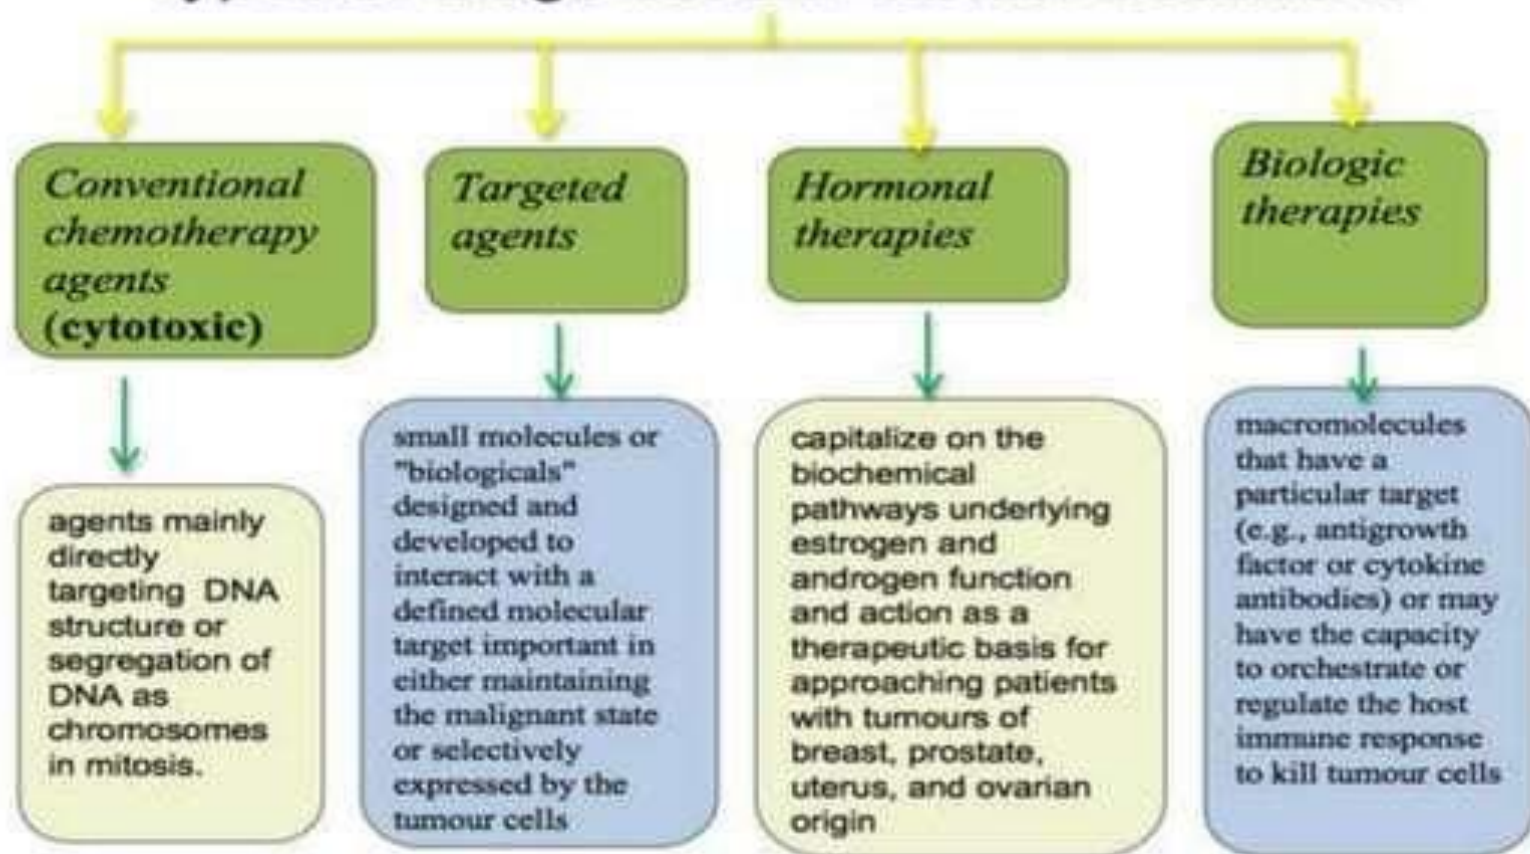 Conventional
chemotherapy
agents
(cytotoxic)
Targeted
agents
Hormonal
therapies
Biologic
therapies
agents mainly
directly
targeting DNA
structure or
segregation of
DNA as
chromosomes
in mitosis.
small molecules or
"biologicals"
designed and
developed to
interact with a
defined molecular
target important in
either maintaining
the malignant state
or selectively
expressed by the
tumour cells
capitalize on the
biochemical
pathways underlying
estrogen and
androgen function
and action as a
therapeutic basis for
approaching patients
with tumours of
breast, prostate,
uterus, and ovarian
origin
macromolecules
that have a
particular target
(e.g., antigrowth
factor or cytokine
antibodies) or may
have the capacity
to orchestrate or
regulate the host
immune response
to kill tumour cells